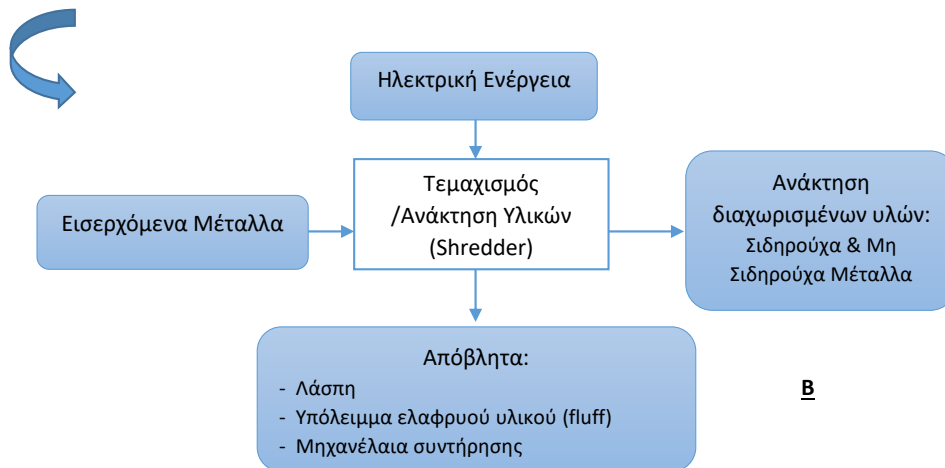 Ηλεκτρική Ενέργεια
Εισερχόμενα Μέταλλα
Τεμαχισμός
/Ανάκτηση Υλικών
(Shredder)
Ανάκτηση
διαχωρισμένων υλών:
Σιδηρούχα & Μη
Σιδηρούχα Μέταλλα
Απόβλητα:
- Λάσπη
- Υπόλειμμα ελαφρυού υλικού (fluff)
- Μηχανέλαια συντήρησης
Β